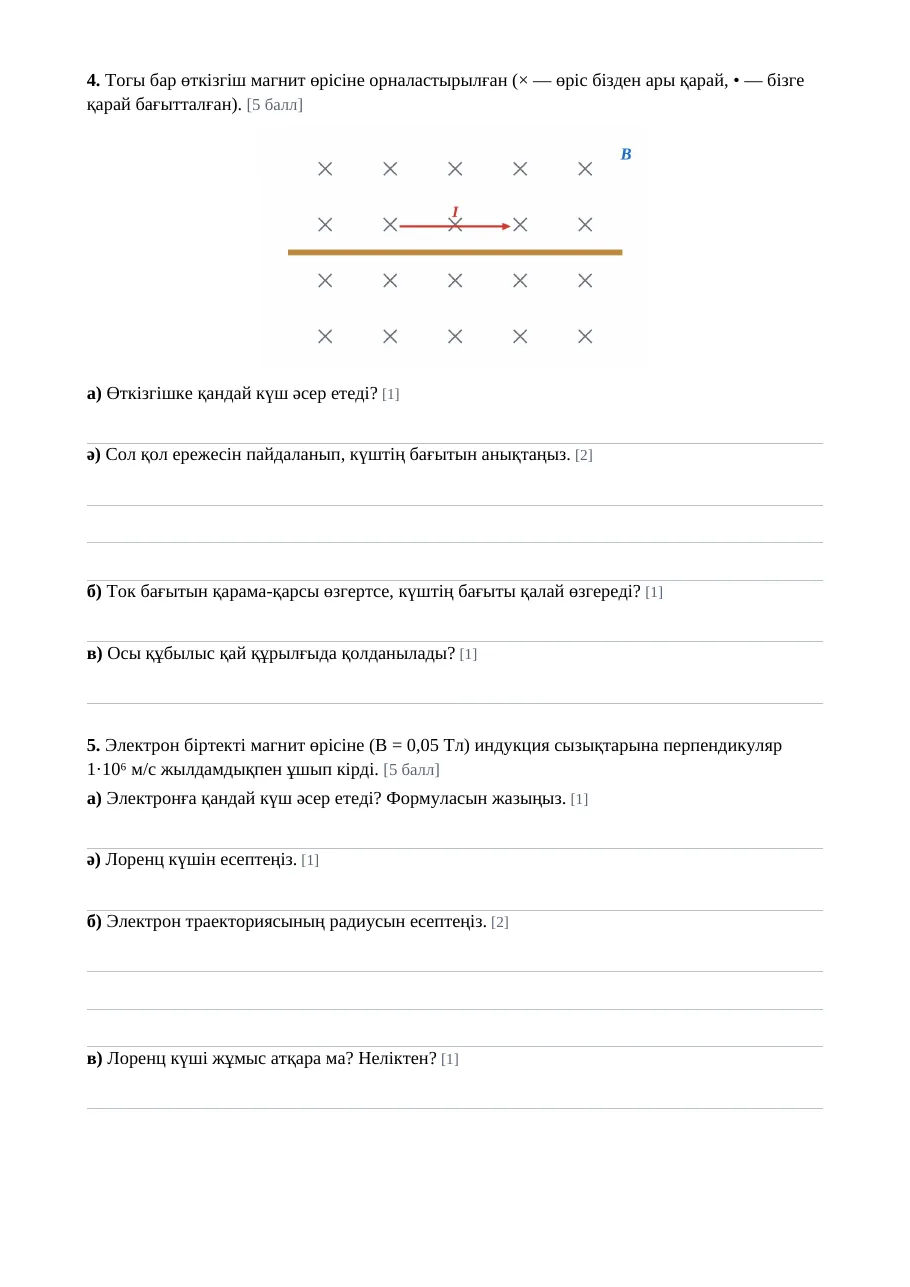 4. Тогы бар өткізгіш магнит өрісіне орналастырылған (× — өріс бізден ары қарай, • — бізге
қарай бағытталған). [5 балл]
B
I
а) Өткізгішке қандай күш әсер етеді? [1]
ә) Сол қол ережесін пайдаланып, күштің бағытын анықтаңыз. [2]
б) Ток бағытын қарама-қарсы өзгертсе, күштің бағыты қалай өзгереді? [1]
в) Осы құбылыс қай құрылғыда қолданылады? [1]
5. Электрон біртекті магнит өрісіне (B = 0,05 Тл) индукция сызықтарына перпендикуляр
1·10⁶ м/с жылдамдықпен ұшып кірді. [5 балл]
а) Электронға қандай күш әсер етеді? Формуласын жазыңыз. [1]
ә) Лоренц күшін есептеңіз. [1]
б) Электрон траекториясының радиусын есептеңіз. [2]
в) Лоренц күші жұмыс атқара ма? Неліктен? [1]